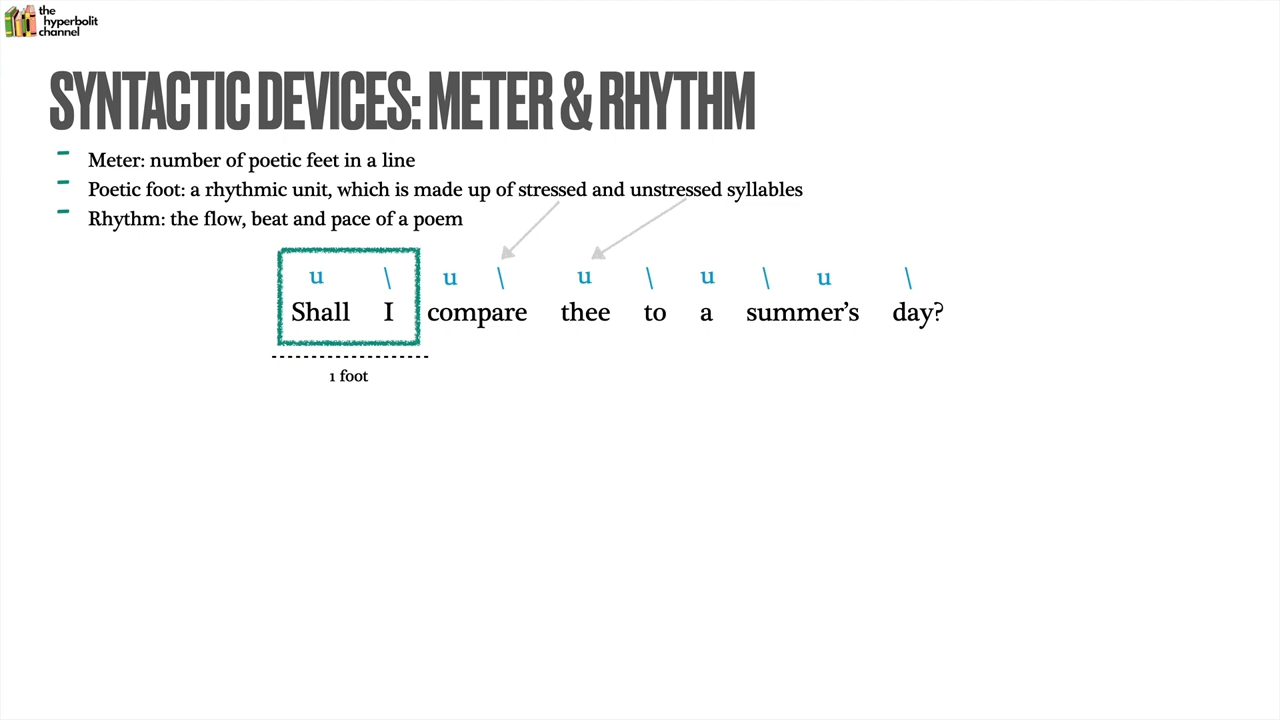 the
hyperbolit
channel
SYNTACTIC DEVICES: METER & RHYTHM
- Meter: number of poetic feet in a line
- Poetic foot: a rhythmic unit, which is made up of stressed and unstressed syllables
- Rhythm: the flow, beat and pace of a poem
u \ u \ u \ u \ u \
Shall I compare thee to a summer’s day?
1 foot